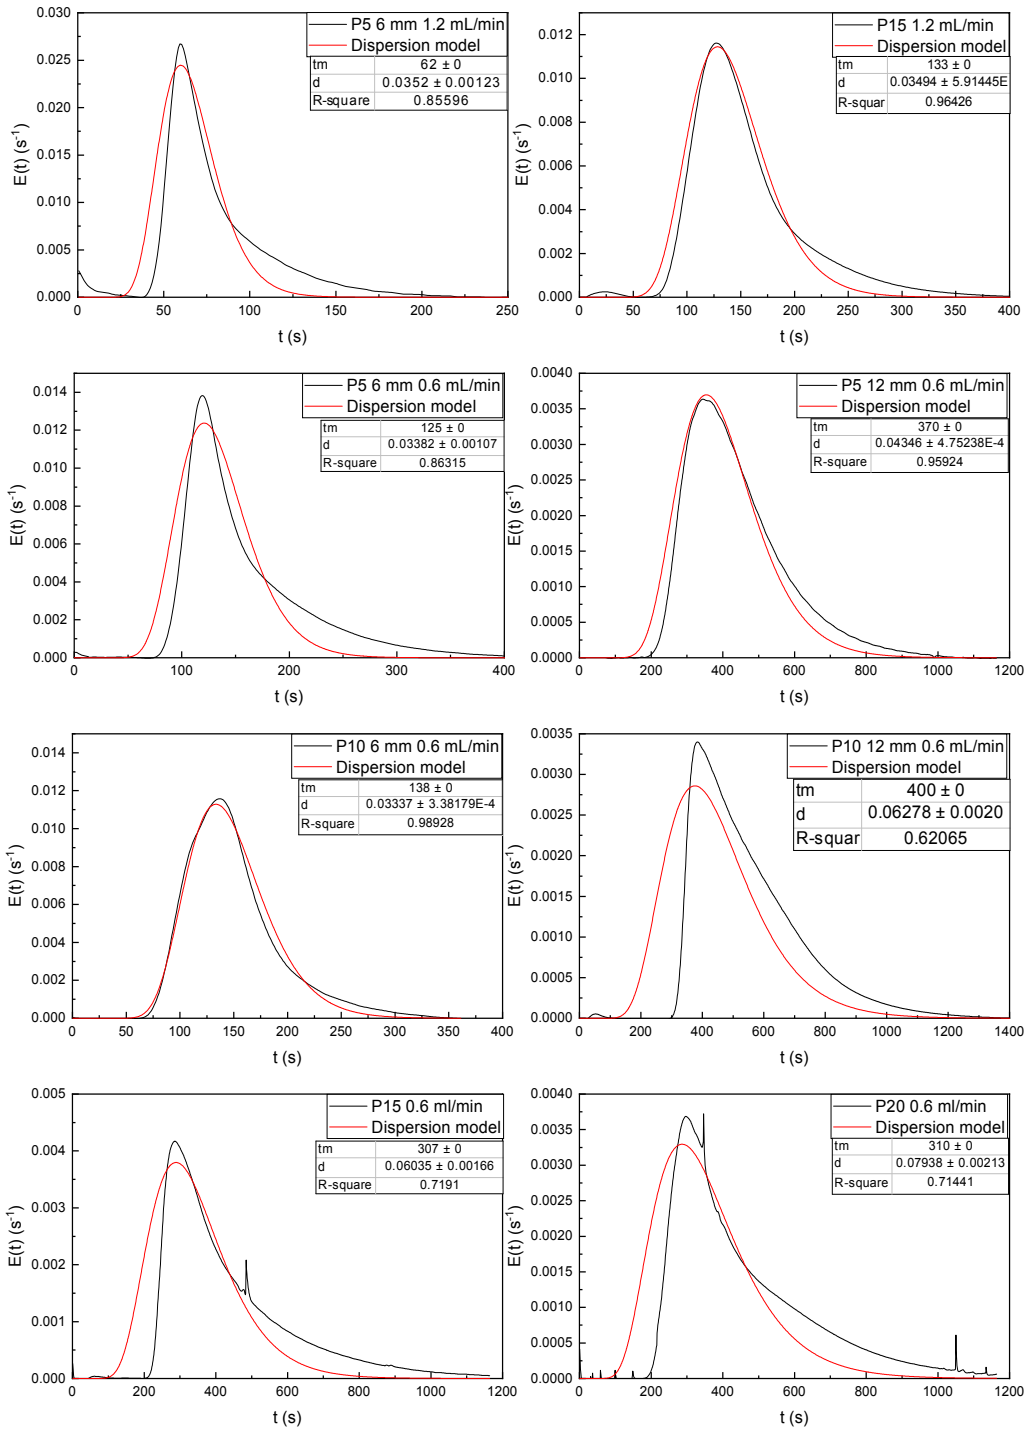 P5 6 mm 1.2 mL/min
Dispersion model
tm 62 ± 0
d 0.0352 ± 0.00123
R-square 0.85596
0.030
0.025
0.020
0.015
0.010
0.005
0.000
E(t) (s⁻¹)
0 50 100 150 200 250
t (s)
P15 1.2 mL/min
Dispersion model
tm 133 ± 0
d 0.03494 ± 5.91445E
R-squar 0.96426
0.012
0.010
0.008
0.006
0.004
0.002
0.000
E(t) (s⁻¹)
0 50 100 150 200 250 300 350 400
t (s)
P5 6 mm 0.6 mL/min
Dispersion model
tm 125 ± 0
d 0.03382 ± 0.00107
R-square 0.86315
0.014
0.012
0.010
0.008
0.006
0.004
0.002
0.000
E(t) (s⁻¹)
0 100 200 300 400
t (s)
P5 12 mm 0.6 mL/min
Dispersion model
tm 370 ± 0
d 0.04346 ± 4.75238E-4
R-square 0.95924
0.0040
0.0035
0.0030
0.0025
0.0020
0.0015
0.0010
0.0005
0.0000
E(t) (s⁻¹)
0 200 400 600 800 1000 1200
t (s)
P10 6 mm 0.6 mL/min
Dispersion model
tm 138 ± 0
d 0.03337 ± 3.38179E-4
R-square 0.98928
0.014
0.012
0.010
0.008
0.006
0.004
0.002
0.000
E(t) (s⁻¹)
0 50 100 150 200 250 300 350 400
t (s)
P10 12 mm 0.6 mL/min
Dispersion model
tm 400 ± 0
d 0.06278 ± 0.0020
R-squar 0.62065
0.0035
0.0030
0.0025
0.0020
0.0015
0.0010
0.0005
0.0000
E(t) (s⁻¹)
0 200 400 600 800 1000 1200 1400
t (s)
P15 0.6 ml/min
Dispersion model
tm 307 ± 0
d 0.06035 ± 0.00166
R-square 0.7191
0.005
0.004
0.003
0.002
0.001
0.000
E(t) (s⁻¹)
0 200 400 600 800 1000 1200
t (s)
P20 0.6 ml/min
Dispersion model
tm 310 ± 0
d 0.07938 ± 0.00213
R-square 0.71441
0.0040
0.0035
0.0030
0.0025
0.0020
0.0015
0.0010
0.0005
0.0000
E(t) (s⁻¹)
0 200 400 600 800 1000 1200
t (s)